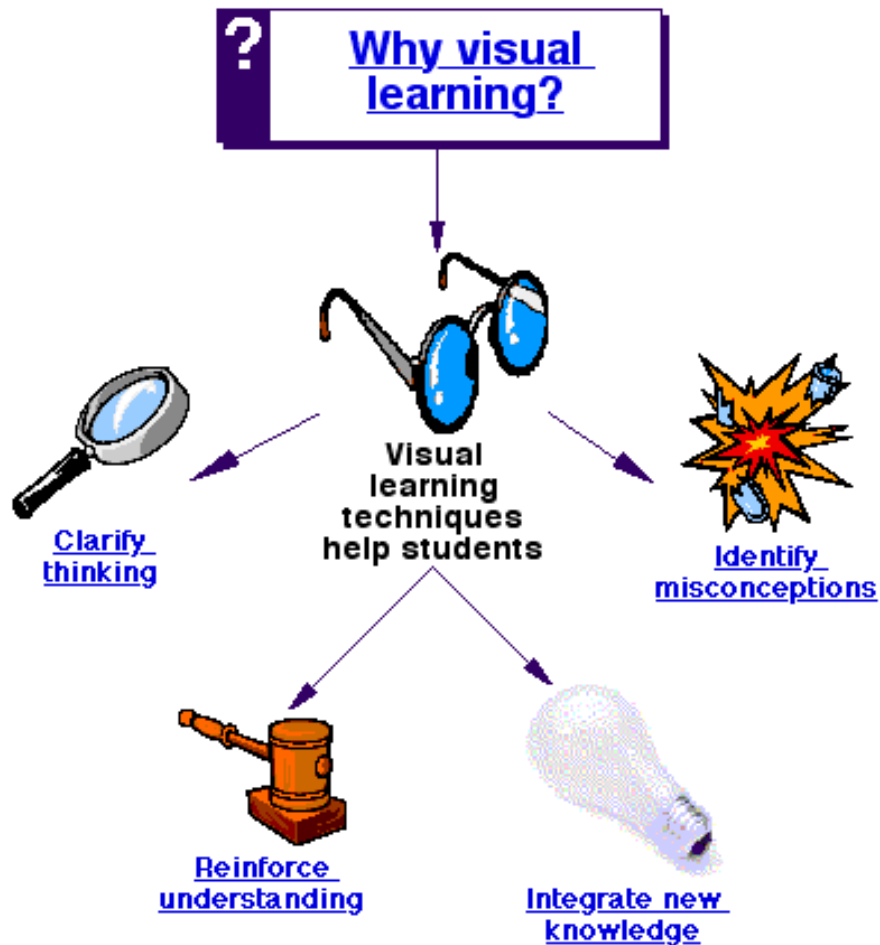 ?
Why visual
learning?
Visual
learning
techniques
help students
Clarify
thinking
Identify
misconceptions
Reinforce
understanding
Integrate new
knowledge